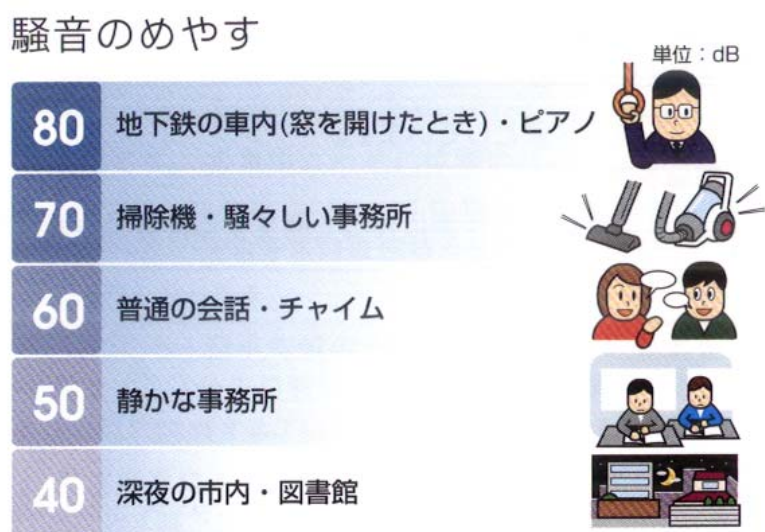 騒音のめやす
単位：dB
80 地下鉄の車内(窓を開けたとき)・ピアノ
70 掃除機・騒々しい事務所
60 普通の会話・チャイム
50 静かな事務所
40 深夜の市内・図書館